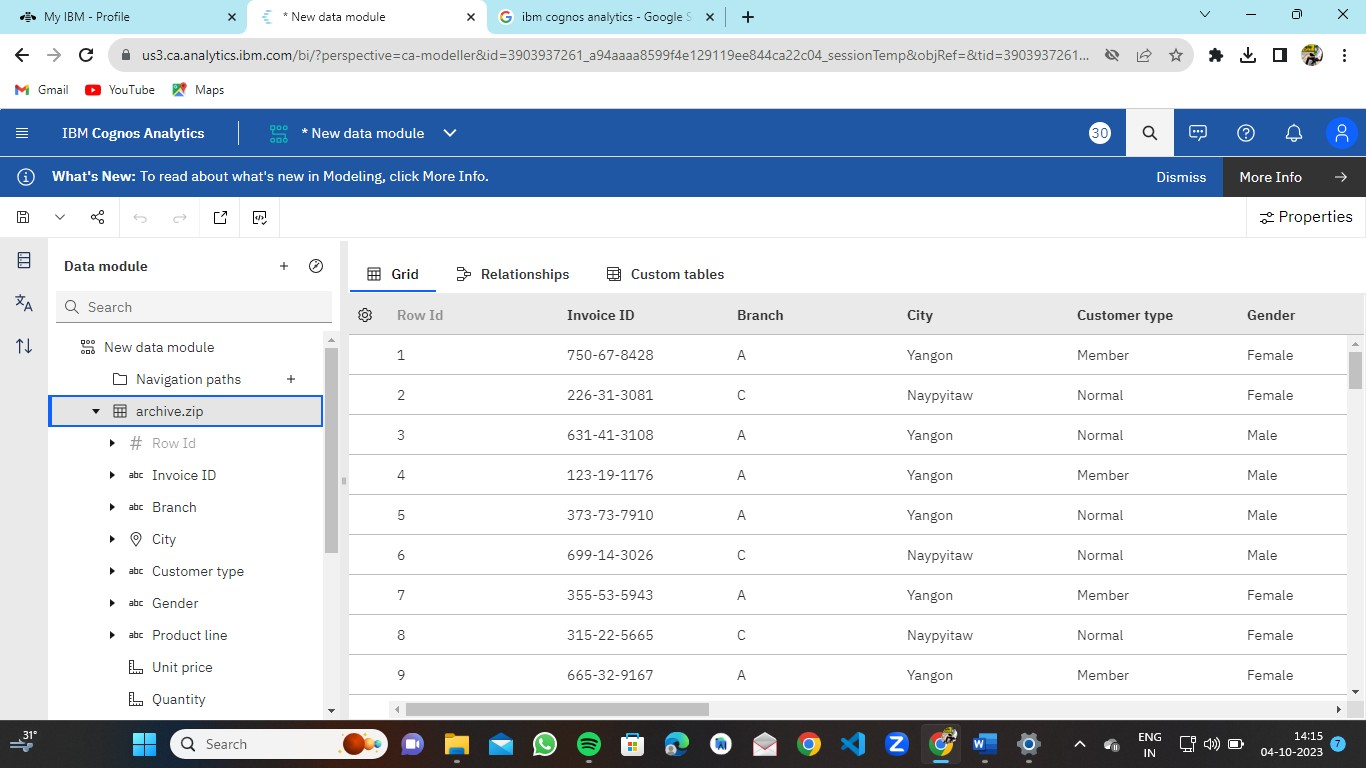 My IBM - Profile
* New data module
ibm cognos analytics - Google S
us3.ca.analytics.ibm.com/bi/?perspective=ca-modeller&id=3903937261_a94aaaa8599f4e129119ee844ca22c04_sessionTemp&objRef=&tid=3903937261...
Gmail YouTube Maps
IBM Cognos Analytics * New data module 30
What's New: To read about what's new in Modeling, click More Info. Dismiss More Info
Properties
Data module
Search
New data module
Navigation paths
archive.zip
Row Id
abc Invoice ID
abc Branch
City
abc Customer type
abc Gender
abc Product line
Unit price
Quantity
Grid Relationships Custom tables
Row Id Invoice ID Branch City Customer type Gender
1 750-67-8428 A Yangon Member Female
2 226-31-3081 C Naypyitaw Normal Female
3 631-41-3108 A Yangon Normal Male
4 123-19-1176 A Yangon Member Male
5 373-73-7910 A Yangon Normal Male
6 699-14-3026 C Naypyitaw Normal Male
7 355-53-5943 A Yangon Member Female
8 315-22-5665 C Naypyitaw Normal Female
9 665-32-9167 A Yangon Member Female
31°
Search
ENG
IN
14:15
04-10-2023
7